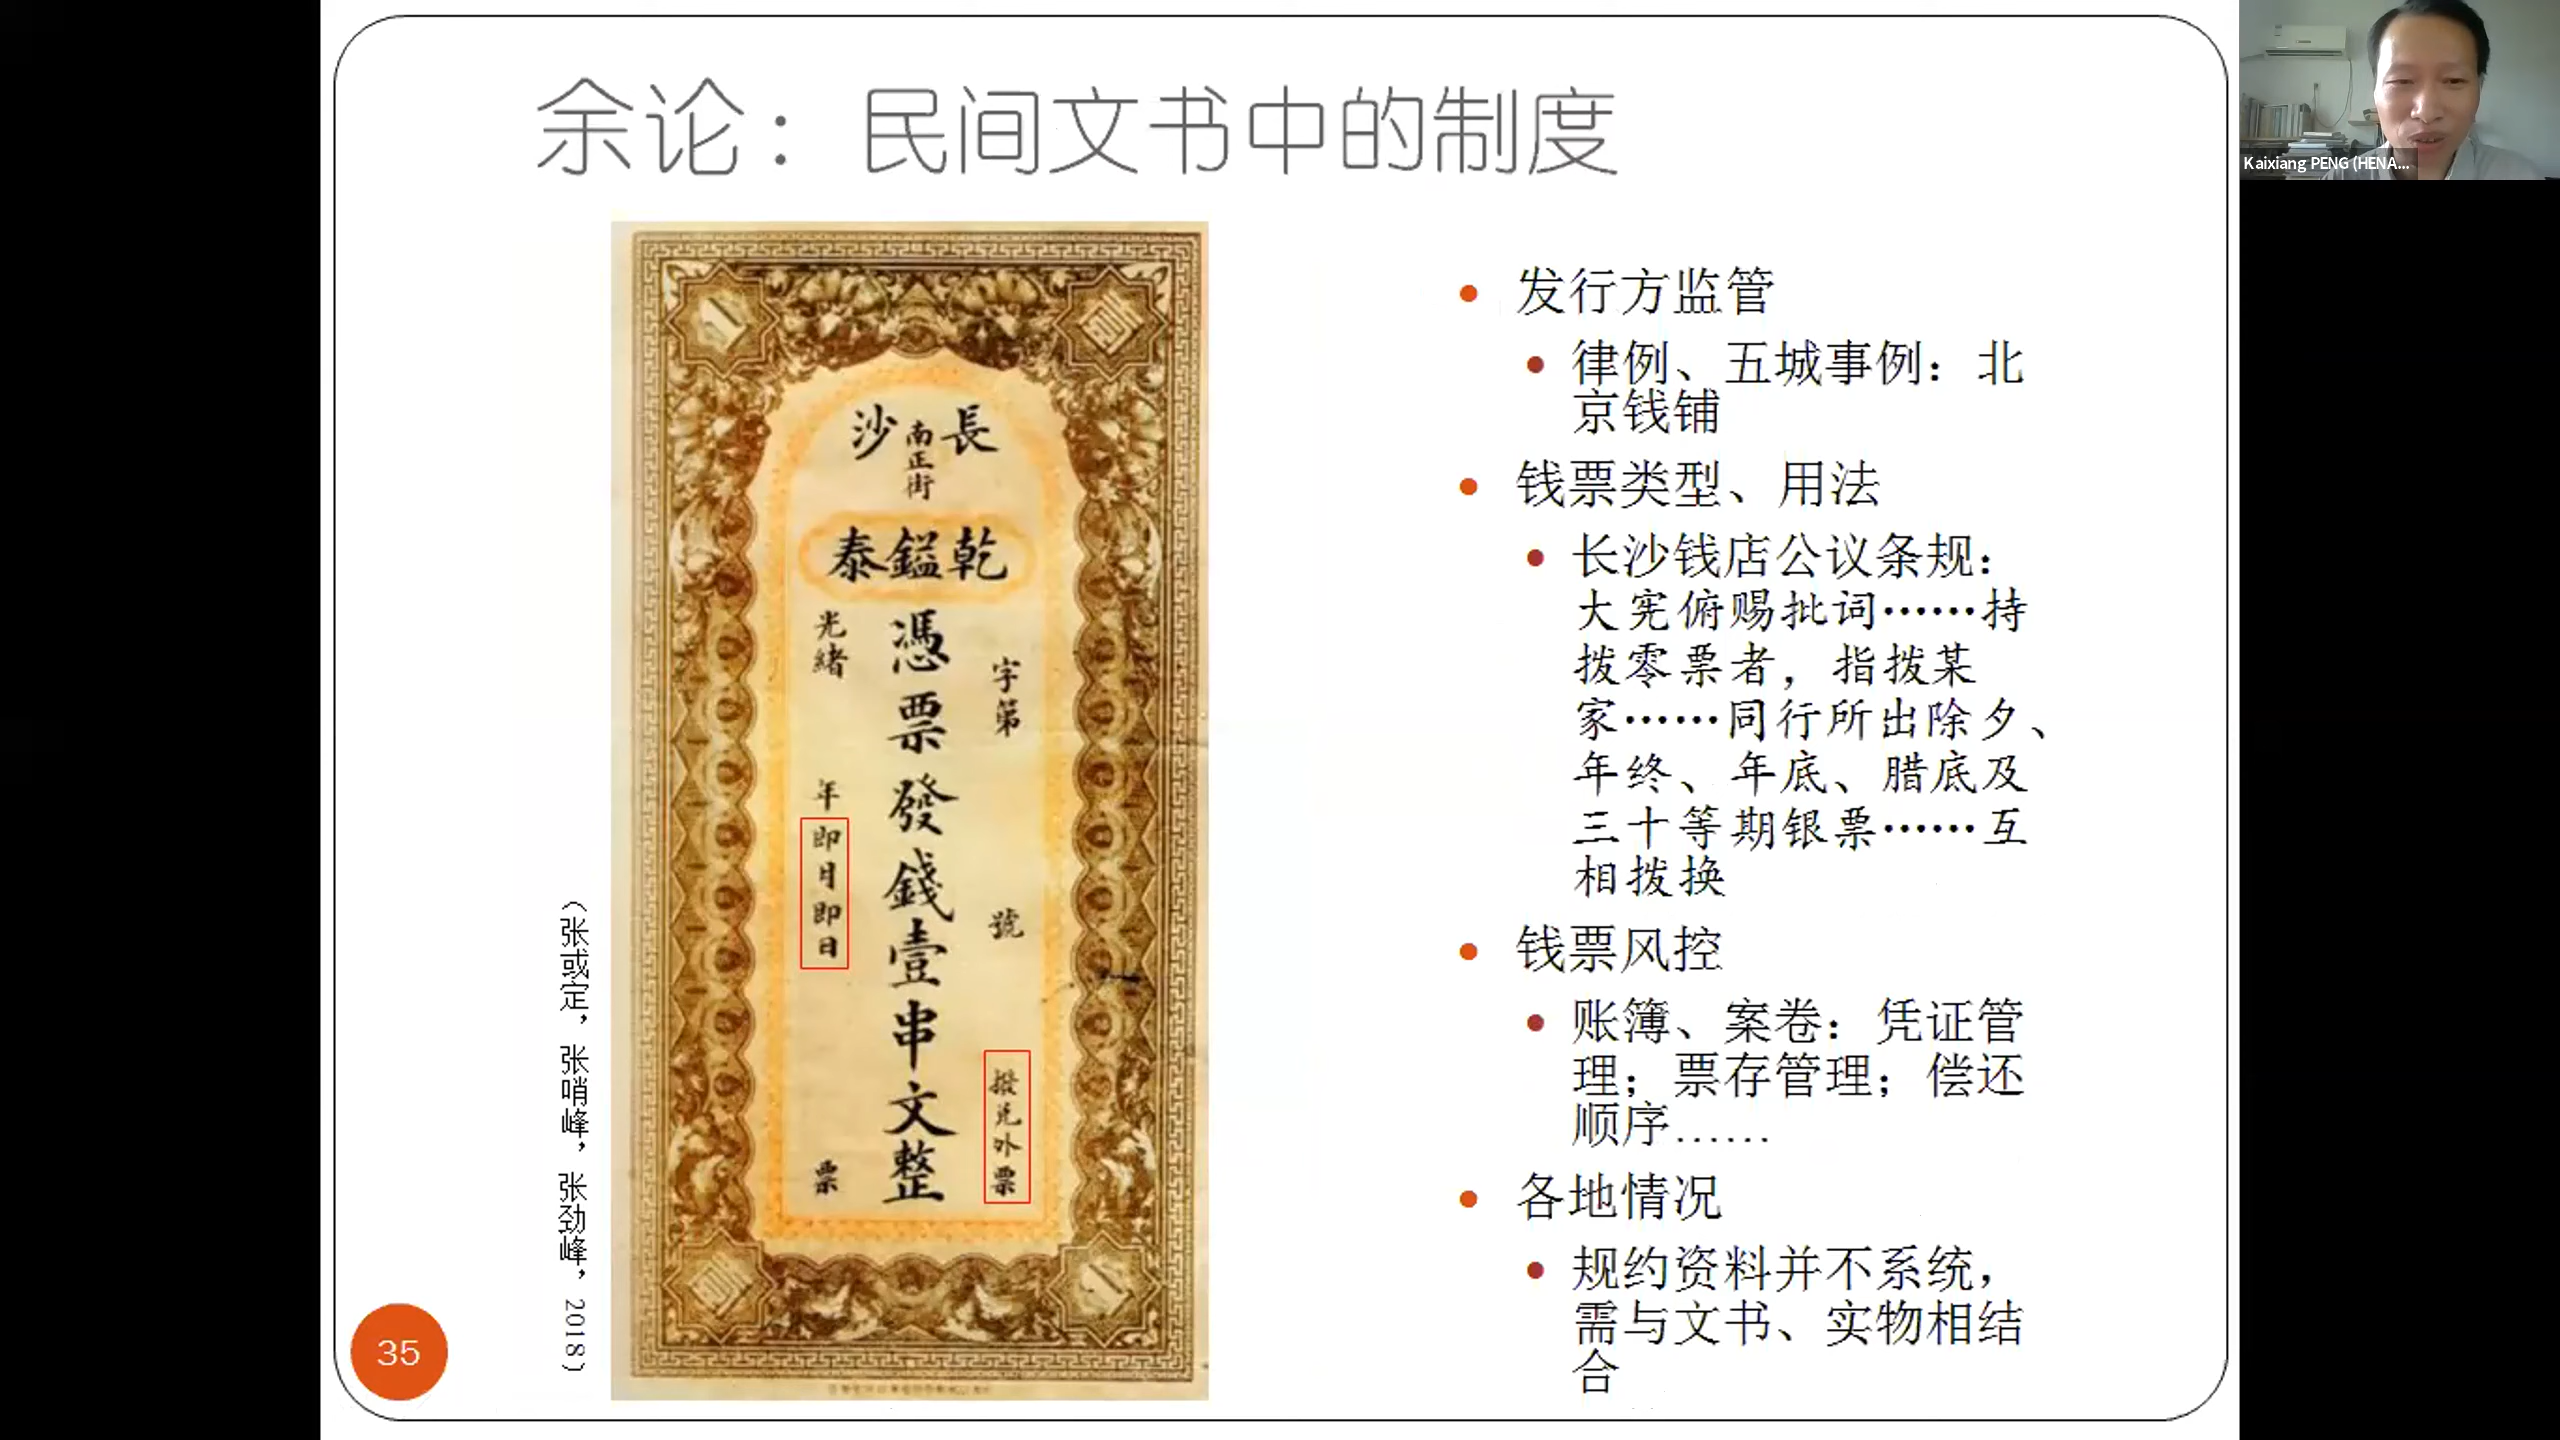 余论：民间文书中的制度
Kaixiang PENG (HENA...
長沙
南正街
乾鎰泰
字第
號
撥兑外票
憑票發錢壹串文整
光緒
年
即月即日
票
（张或定，张哨峰，张劲峰，2018）
发行方监管
律例、五城事例：北
京钱铺
钱票类型、用法
长沙钱店公议条规：
大宪俯赐批词……持
拨零票者，指拨某
家……同行所出除夕、
年终、年底、腊底及
三十等期银票……互
相拨换
钱票风控
账簿、案卷：凭证管
理；票存管理；偿还
顺序……
各地情况
规约资料并不系统，
需与文书、实物相结
合
35